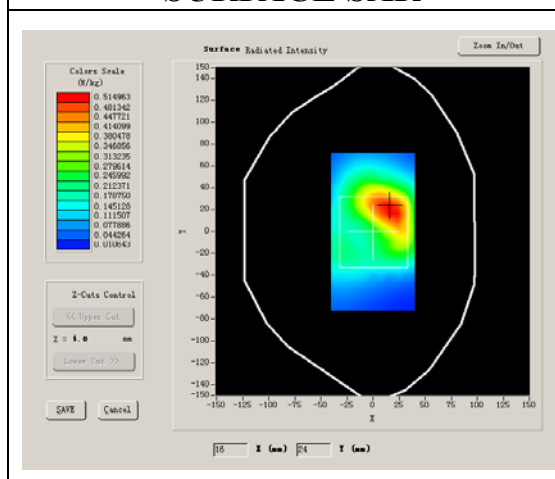 SURFACE SAR
Surface Radiated Intensity
Zoom In/Out
Colors Scale
(W/kg)
0.514963
0.481342
0.447721
0.414099
0.380478
0.346856
0.313235
0.279614
0.245992
0.212371
0.178750
0.145128
0.111507
0.077886
0.044264
0.010643
150
140
120
100
80
60
40
20
0
-20
-40
-60
-80
-100
-120
-140
-150
Y
-150 -125 -100 -75 -50 -25 0 25 50 75 100 125 150
X
Z-Cuts Control
<< Upper Cut
Z = 4.0 mm
Lower Cut >>
SAVE Cancel
16 X (mm) 24 Y (mm)